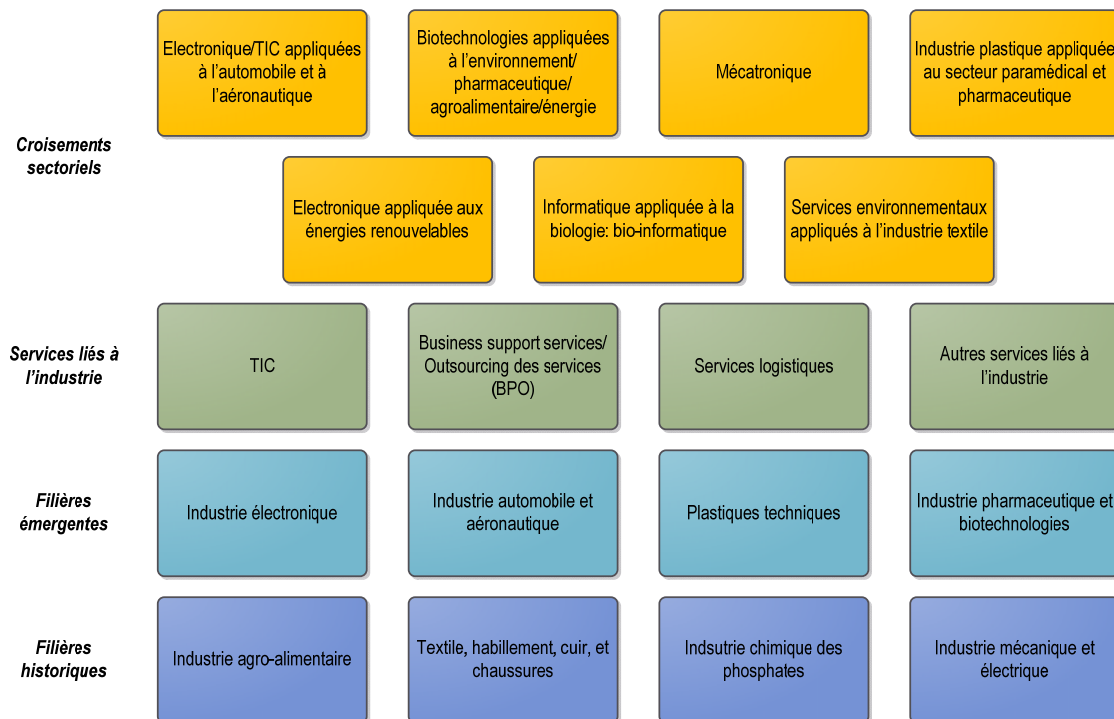 Electronique/TIC appliquées
à l'automobile et à
l'aéronautique
Biotechnologies appliquées
à l'environnement/
pharmaceutique/
agroalimentaire/énergie
Mécatronique
Industrie plastique appliquée
au secteur paramédical et
pharmaceutique
Croisements
sectoriels
Electronique appliquée aux
énergies renouvelables
Informatique appliquée à la
biologie: bio-informatique
Services environnementaux
appliqués à l'industrie textile
Services liés à
l'industrie
TIC
Business support services/
Outsourcing des services
(BPO)
Services logistiques
Autres services liés à
l'industrie
Filières
émergentes
Industrie électronique
Industrie automobile et
aéronautique
Plastiques techniques
Industrie pharmaceutique et
biotechnologies
Filières
historiques
Industrie agro-alimentaire
Textile, habillement, cuir, et
chaussures
Indsutrie chimique des
phosphates
Industrie mécanique et
électrique